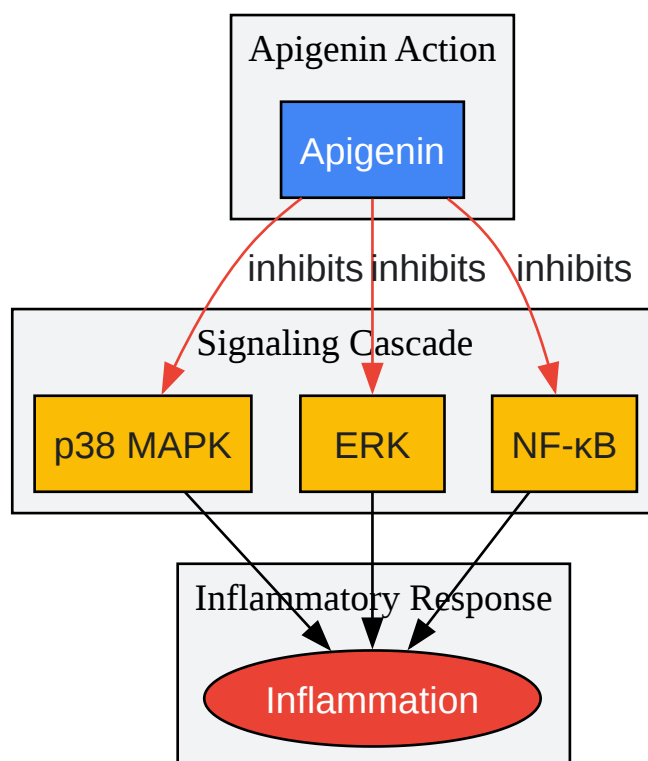 Apigenin Action
Apigenin
inhibits inhibits inhibits
Signaling Cascade
p38 MAPK ERK NF-κB
Inflammatory Response
Inflammation